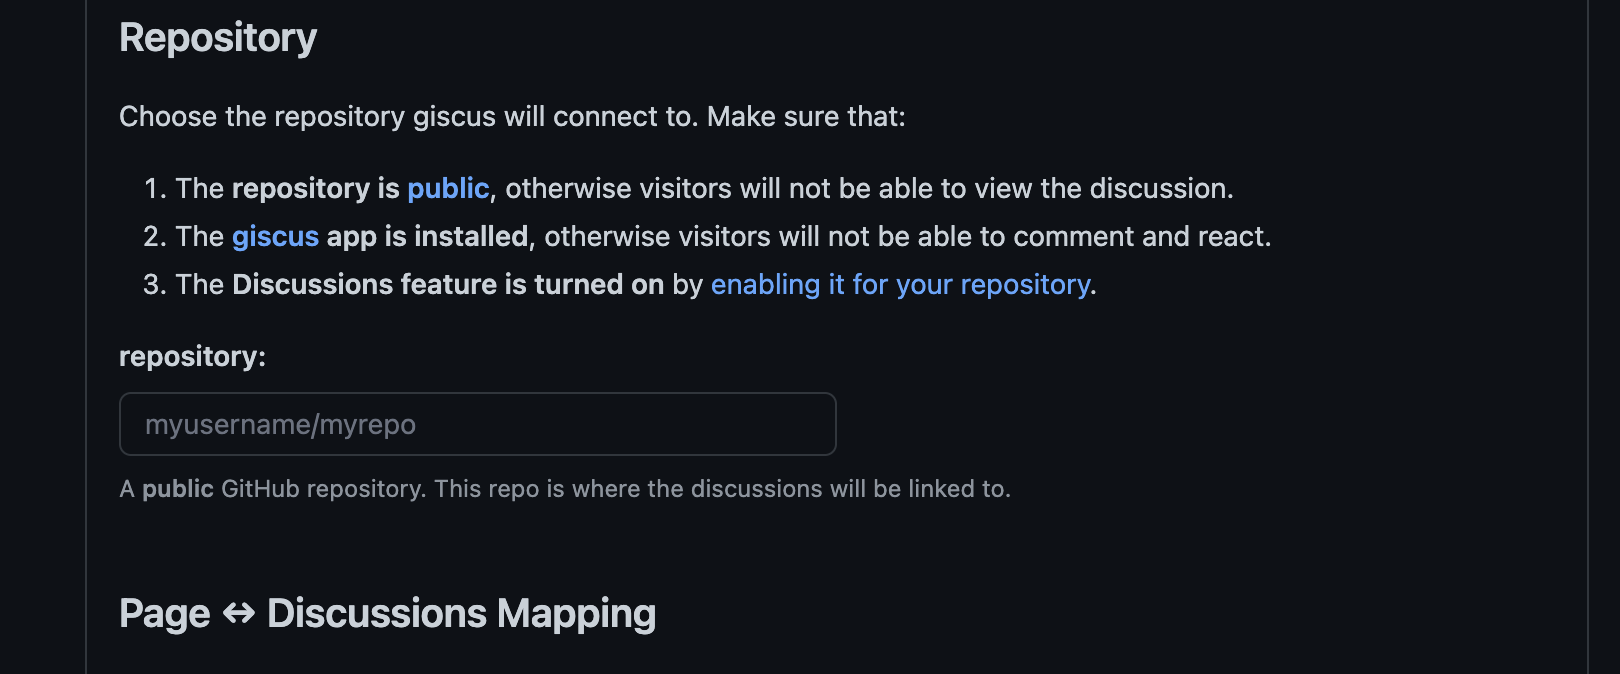 Repository
Choose the repository giscus will connect to. Make sure that:
1. The repository is public, otherwise visitors will not be able to view the discussion.
2. The giscus app is installed, otherwise visitors will not be able to comment and react.
3. The Discussions feature is turned on by enabling it for your repository.
repository:
myusername/myrepo
A public GitHub repository. This repo is where the discussions will be linked to.
Page ↔ Discussions Mapping